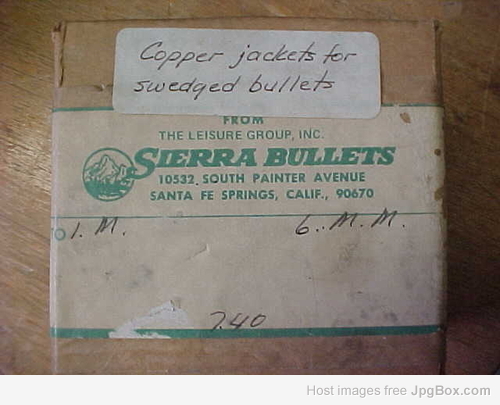 Copper jackets for
swedged bullets
FROM
THE LEISURE GROUP, INC.
SIERRA BULLETS
10532 SOUTH PAINTER AVENUE
SANTA FE SPRINGS, CALIF., 90670
1. M. 6. M. M.
740
Host images free JpgBox.com